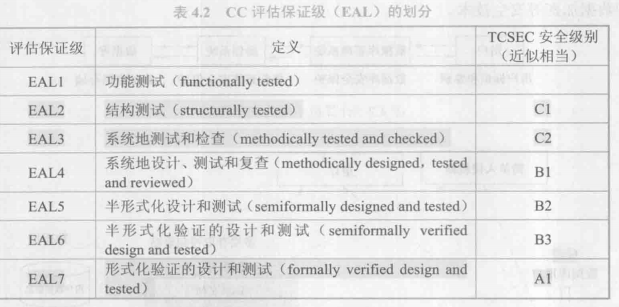 表 4.2 CC 评估保证级（EAL）的划分
评估保证级 定义 TCSEC 安全级别
（近似相当）
EAL1 功能测试（functionally tested）
EAL2 结构测试（structurally tested） C1
EAL3 系统地测试和检查（methodically tested and checked） C2
EAL4 系统地设计、测试和复查（methodically designed，tested
and reviewed） B1
EAL5 半形式化设计和测试（semiformally designed and tested） B2
EAL6 半形式化验证的设计和测试（semiformally verified
design and tested） B3
EAL7 形式化验证的设计和测试（formally verified design and
tested） A1